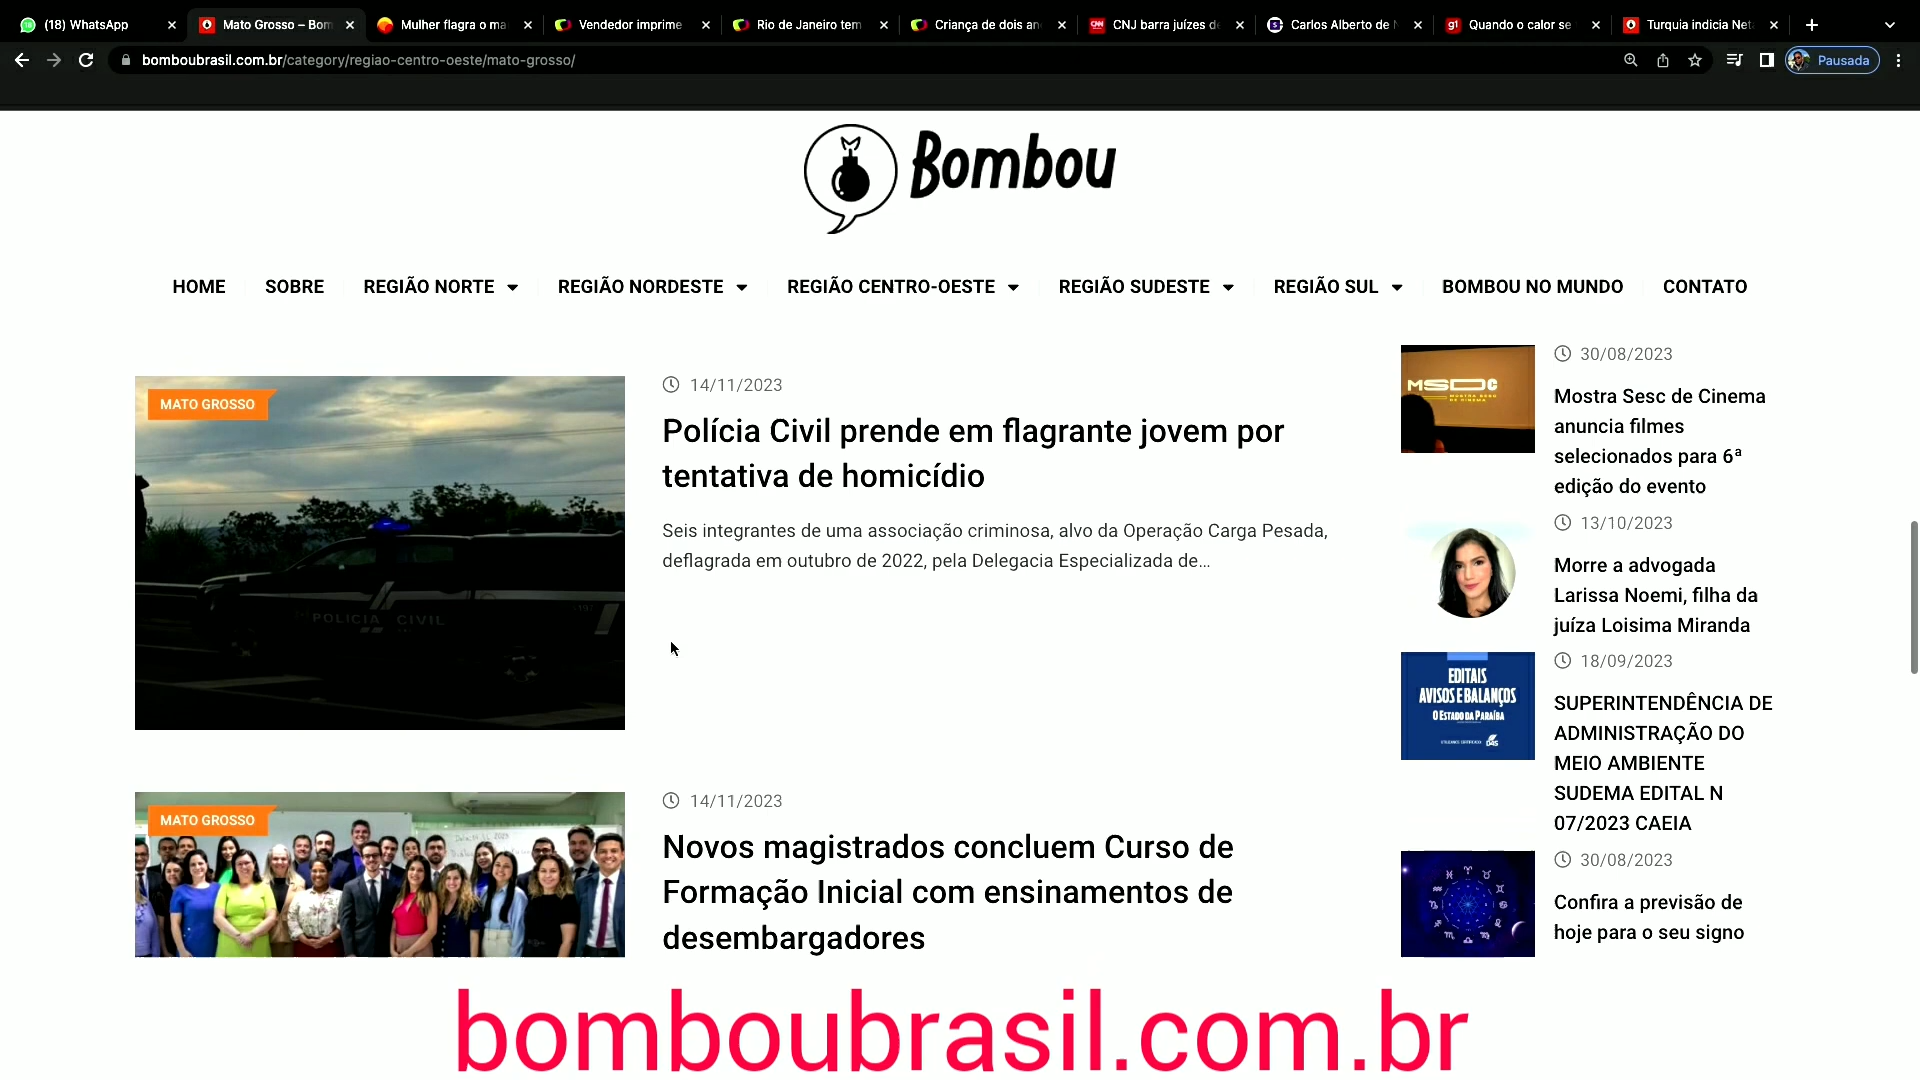 (18) WhatsApp
Mato Grosso – Bom
Mulher flagra o ma
Vendedor imprime
Rio de Janeiro tem
Criança de dois an
CNJ barra juízes d
Carlos Alberto de N
Quando o calor se
Turquia indicia Net
bomboubrasil.com.br/category/regiao-centro-oeste/mato-grosso/
Pausada
Bombou
HOME SOBRE REGIÃO NORTE REGIÃO NORDESTE REGIÃO CENTRO-OESTE REGIÃO SUDESTE REGIÃO SUL BOMBOU NO MUNDO CONTATO
MATO GROSSO
POLICIA CIVIL
14/11/2023
Polícia Civil prende em flagrante jovem por
tentativa de homicídio
Seis integrantes de uma associação criminosa, alvo da Operação Carga Pesada,
deflagrada em outubro de 2022, pela Delegacia Especializada de...
MATO GROSSO
14/11/2023
Novos magistrados concluem Curso de
Formação Inicial com ensinamentos de
desembargadores
MSDC
MOSTRA SESC
DE CINEMA
30/08/2023
Mostra Sesc de Cinema
anuncia filmes
selecionados para 6ª
edição do evento
13/10/2023
Morre a advogada
Larissa Noemi, filha da
juíza Loisima Miranda
EDITAIS
AVISOS E BALANÇOS
O ESTADO DA PARAÍBA
18/09/2023
SUPERINTENDÊNCIA DE
ADMINISTRAÇÃO DO
MEIO AMBIENTE
SUDEMA EDITAL N
07/2023 CAEIA
30/08/2023
Confira a previsão de
hoje para o seu signo
bomboubrasil.com.br